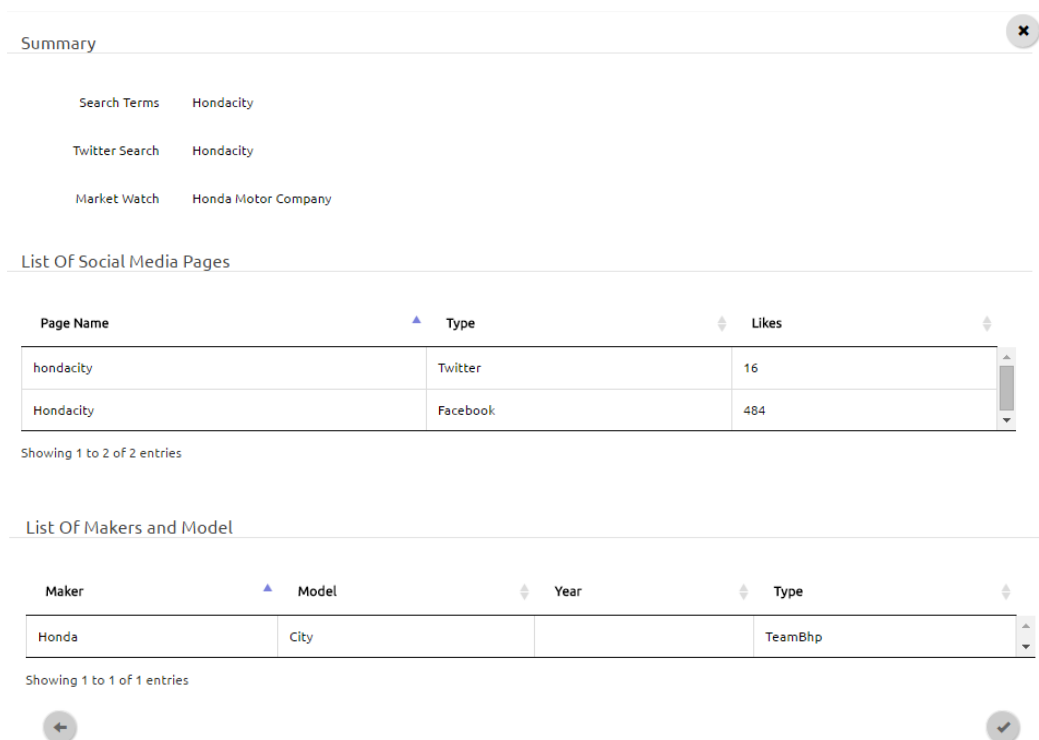 Summary
Search Terms Hondacity
Twitter Search Hondacity
Market Watch Honda Motor Company
List Of Social Media Pages
Page Name Type Likes
hondacity Twitter 16
Hondacity Facebook 484
Showing 1 to 2 of 2 entries
List Of Makers and Model
Maker Model Year Type
Honda City TeamBhp
Showing 1 to 1 of 1 entries